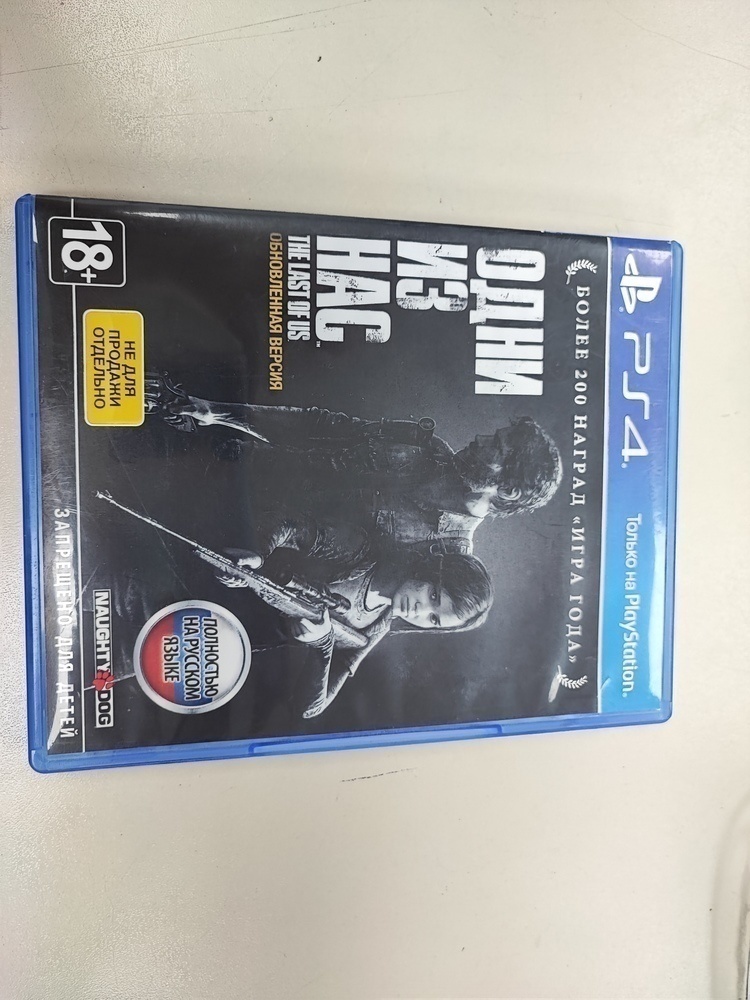 PS4
Только на PlayStation®
БОЛЕЕ 200 НАГРАД «ИГРА ГОДА»
ОДНИ
ИЗ
НАС™
THE LAST OF US
ОБНОВЛЕННАЯ ВЕРСИЯ
ПОЛНОСТЬЮ
НА РУССКОМ
ЯЗЫКЕ
НЕ ДЛЯ
ПРОДАЖИ
ОТДЕЛЬНО
NAUGHTY DOG
18+
ЗАПРЕЩЕНО ДЛЯ ДЕТЕЙ